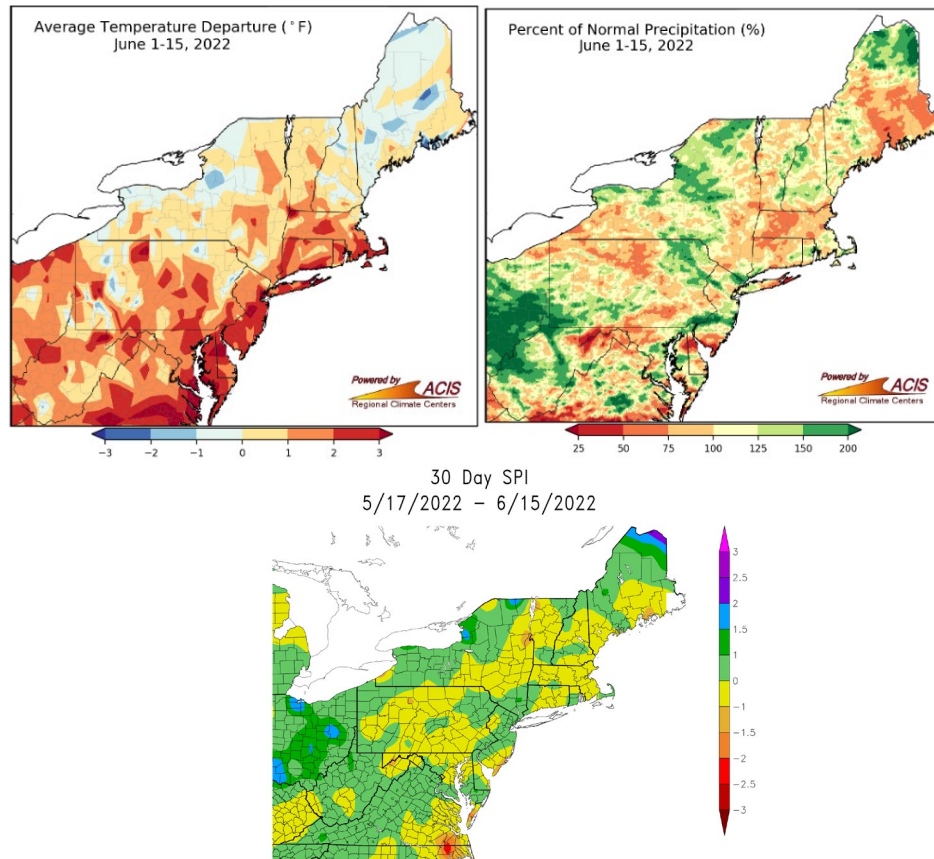 Average Temperature Departure (°F)
June 1-15, 2022
Powered by
ACIS
Regional Climate Centers
−3 −2 −1 0 1 2 3
Percent of Normal Precipitation (%)
June 1-15, 2022
Powered by
ACIS
Regional Climate Centers
25 50 75 100 125 150 200
30 Day SPI
5/17/2022 − 6/15/2022
3
2.5
2
1.5
1
0
−1
−1.5
−2
−2.5
−3